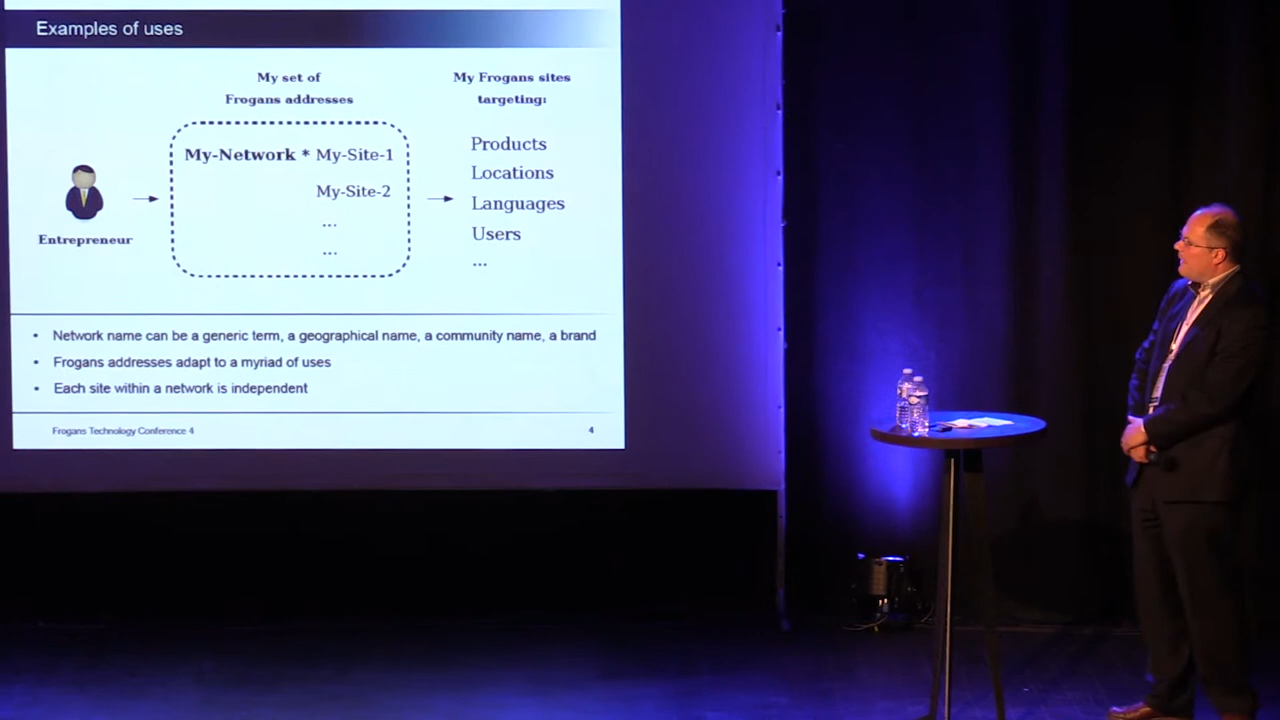 Examples of uses
My set of
Frogans addresses
My Frogans sites
targeting:
My-Network * My-Site-1
My-Site-2
...
...
Entrepreneur
Products
Locations
Languages
Users
...
• Network name can be a generic term, a geographical name, a community name, a brand
• Frogans addresses adapt to a myriad of uses
• Each site within a network is independent
Frogans Technology Conference 4
4